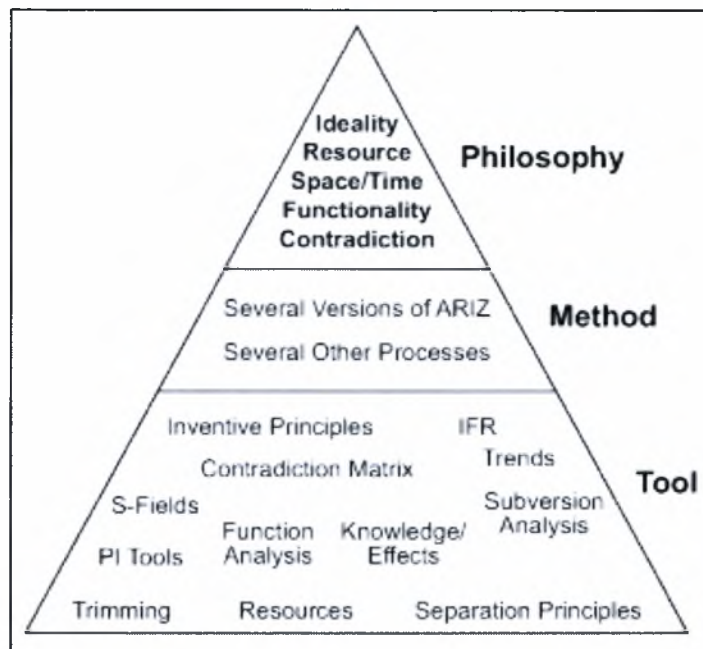 Ideality
Resource
Space/Time
Functionality
Contradiction
Philosophy
Several Versions of ARIZ
Several Other Processes
Method
Inventive Principles
IFR
Contradiction Matrix
Trends
Tool
S-Fields
Subversion
Analysis
PI Tools
Function
Analysis
Knowledge/
Effects
Trimming
Resources
Separation Principles